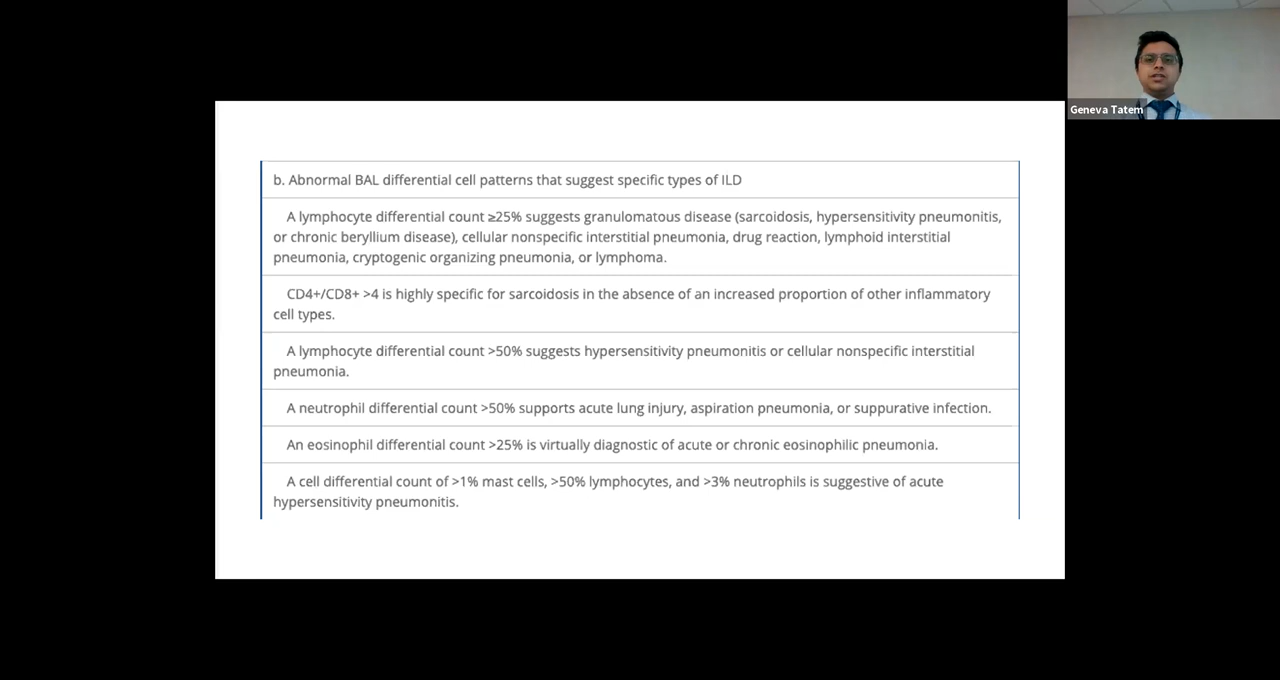 Geneva Tatem
b. Abnormal BAL differential cell patterns that suggest specific types of ILD
A lymphocyte differential count ≥25% suggests granulomatous disease (sarcoidosis, hypersensitivity pneumonitis,
or chronic beryllium disease), cellular nonspecific interstitial pneumonia, drug reaction, lymphoid interstitial
pneumonia, cryptogenic organizing pneumonia, or lymphoma.
CD4+/CD8+ >4 is highly specific for sarcoidosis in the absence of an increased proportion of other inflammatory
cell types.
A lymphocyte differential count >50% suggests hypersensitivity pneumonitis or cellular nonspecific interstitial
pneumonia.
A neutrophil differential count >50% supports acute lung injury, aspiration pneumonia, or suppurative infection.
An eosinophil differential count >25% is virtually diagnostic of acute or chronic eosinophilic pneumonia.
A cell differential count of >1% mast cells, >50% lymphocytes, and >3% neutrophils is suggestive of acute
hypersensitivity pneumonitis.